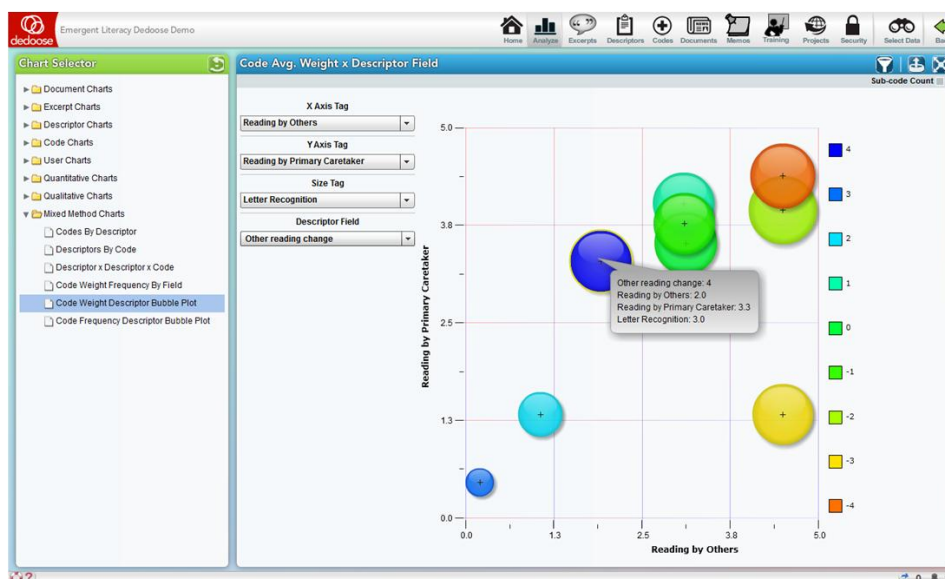 dedoose
Emergent Literacy Dedoose Demo
Home
Analyze
Excerpts
Descriptors
Codes
Documents
Memos
Training
Projects
Security
Select Data
Chart Selector
Document Charts
Excerpt Charts
Descriptor Charts
Code Charts
User Charts
Quantitative Charts
Qualitative Charts
Mixed Method Charts
Codes By Descriptor
Descriptors By Code
Descriptor x Descriptor x Code
Code Weight Frequency By Field
Code Weight Descriptor Bubble Plot
Code Frequency Descriptor Bubble Plot
Code Avg. Weight x Descriptor Field
Sub-code Count
X Axis Tag
Reading by Others
Y Axis Tag
Reading by Primary Caretaker
Size Tag
Letter Recognition
Descriptor Field
Other reading change
Reading by Primary Caretaker
5.0
3.8
2.5
1.3
0.0
Other reading change: 4
Reading by Others: 2.0
Reading by Primary Caretaker: 3.3
Letter Recognition: 3.0
0.0 1.3 2.5 3.8 5.0
Reading by Others
4
3
2
1
0
-1
-2
-3
-4